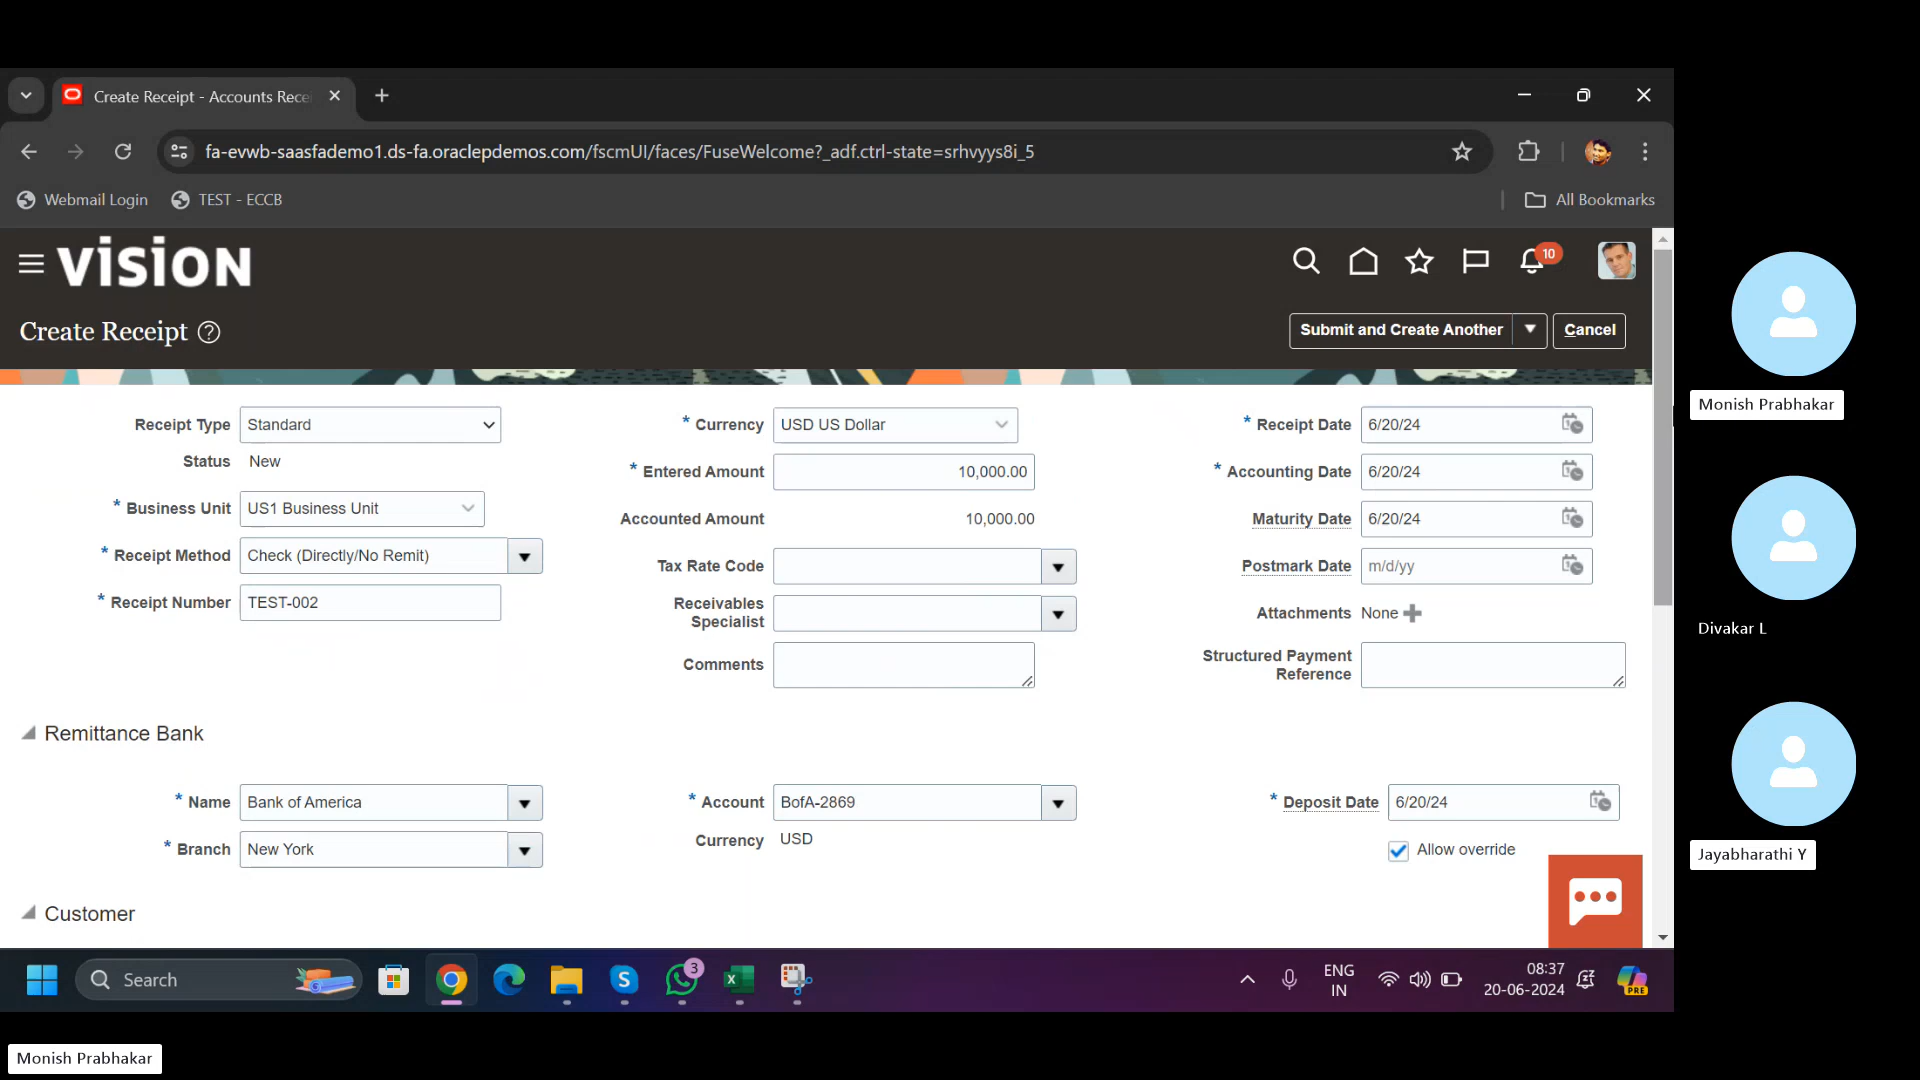 Create Receipt - Accounts Rece
fa-evwb-saasfademo1.ds-fa.oraclepdemos.com/fscmUI/faces/FuseWelcome?_adf.ctrl-state=srhvyys8i_5
Webmail Login
TEST - ECCB
All Bookmarks
VISION
10
Create Receipt
Submit and Create Another
Cancel
Receipt Type Standard
Status New
* Business Unit US1 Business Unit
* Receipt Method Check (Directly/No Remit)
* Receipt Number TEST-002
* Currency USD US Dollar
* Entered Amount 10,000.00
Accounted Amount 10,000.00
Tax Rate Code
Receivables
Specialist
Comments
* Receipt Date 6/20/24
* Accounting Date 6/20/24
Maturity Date 6/20/24
Postmark Date m/d/yy
Attachments None
Structured Payment
Reference
Remittance Bank
* Name Bank of America
* Branch New York
* Account BofA-2869
Currency USD
* Deposit Date 6/20/24
Allow override
Customer
Search
3
ENG
IN
08:37
20-06-2024
PRE
Monish Prabhakar
Divakar L
Jayabharathi Y
Monish Prabhakar